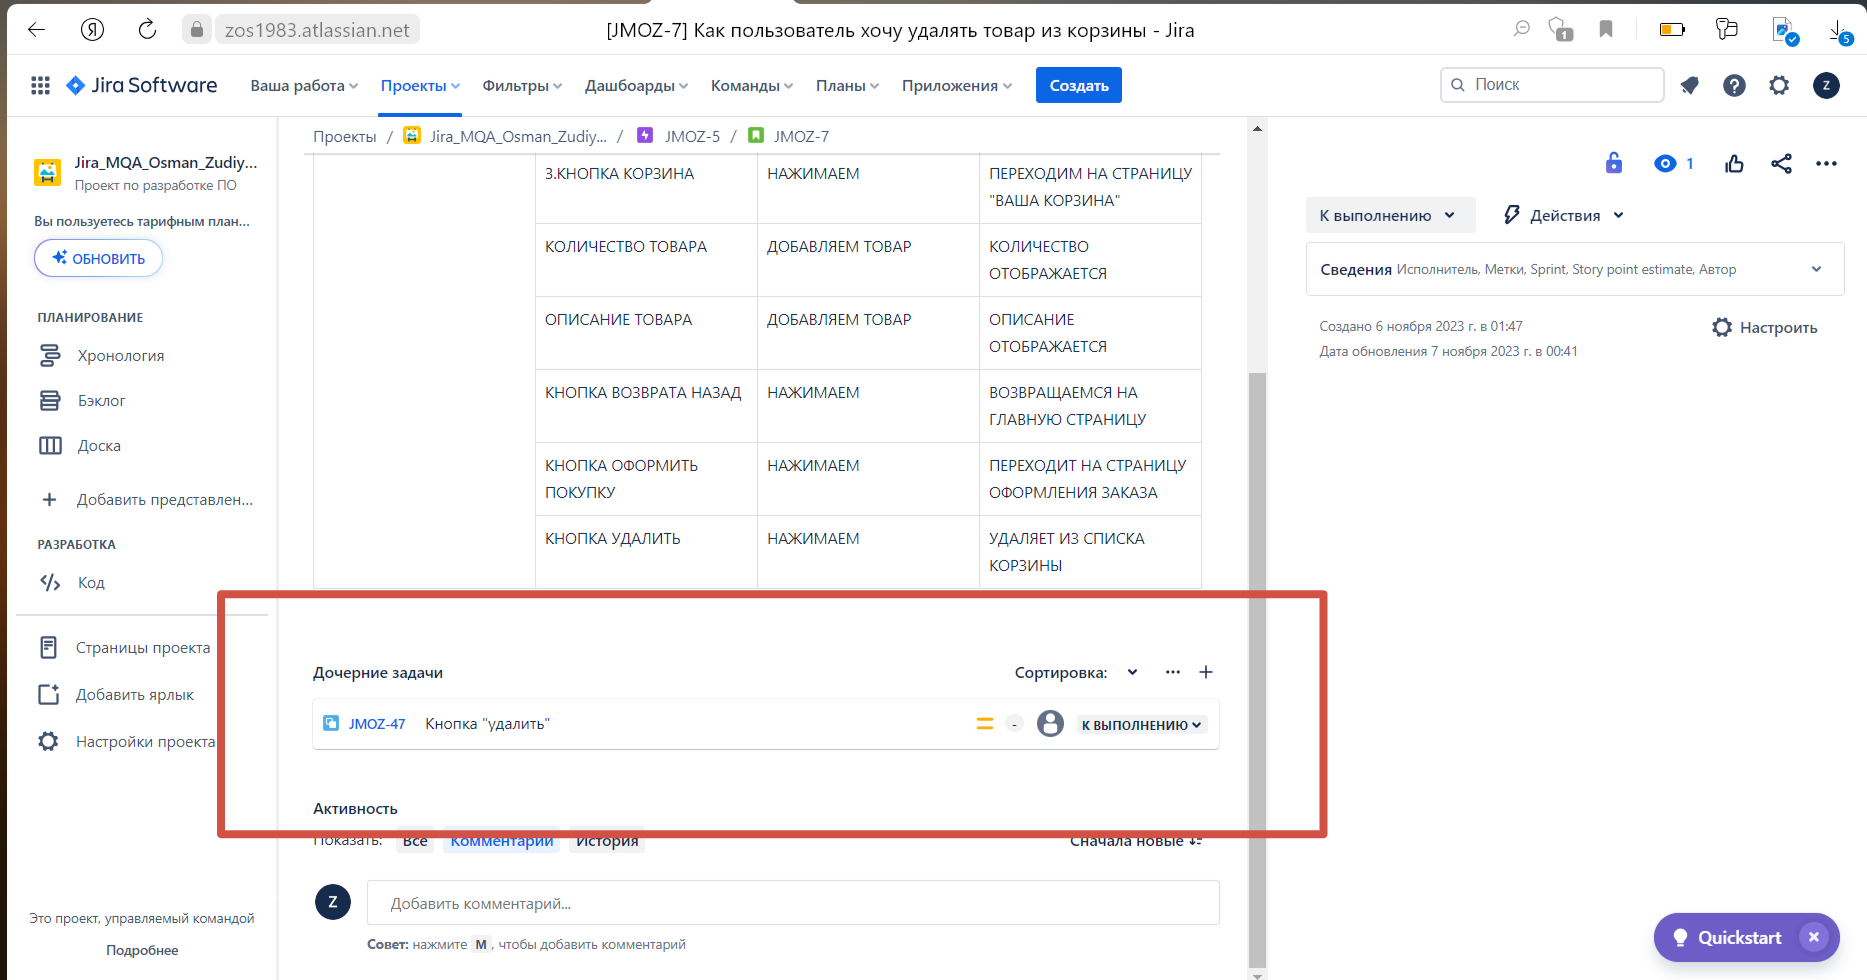 zos1983.atlassian.net
[JMOZ-7] Как пользователь хочу удалять товар из корзины - Jira
1
5
Jira Software
Ваша работа
Проекты
Фильтры
Дашбоарды
Команды
Планы
Приложения
Создать
Поиск
Z
Jira_MQA_Osman_Zudiy...
Проект по разработке ПО
Вы пользуетесь тарифным план...
ОБНОВИТЬ
ПЛАНИРОВАНИЕ
Хронология
Бэклог
Доска
Добавить представлен...
РАЗРАБОТКА
Код
Страницы проекта
Добавить ярлык
Настройки проекта
Это проект, управляемый командой
Подробнее
Проекты / Jira_MQA_Osman_Zudiy... / JMOZ-5 / JMOZ-7
3.КНОПКА КОРЗИНА
НАЖИМАЕМ
ПЕРЕХОДИМ НА СТРАНИЦУ
"ВАША КОРЗИНА"
КОЛИЧЕСТВО ТОВАРА
ДОБАВЛЯЕМ ТОВАР
КОЛИЧЕСТВО
ОТОБРАЖАЕТСЯ
ОПИСАНИЕ ТОВАРА
ДОБАВЛЯЕМ ТОВАР
ОПИСАНИЕ
ОТОБРАЖАЕТСЯ
КНОПКА ВОЗВРАТА НАЗАД
НАЖИМАЕМ
ВОЗВРАЩАЕМСЯ НА
ГЛАВНУЮ СТРАНИЦУ
КНОПКА ОФОРМИТЬ
ПОКУПКУ
НАЖИМАЕМ
ПЕРЕХОДИТ НА СТРАНИЦУ
ОФОРМЛЕНИЯ ЗАКАЗА
КНОПКА УДАЛИТЬ
НАЖИМАЕМ
УДАЛЯЕТ ИЗ СПИСКА
КОРЗИНЫ
Дочерние задачи
Сортировка:
JMOZ-47 Кнопка "удалить"
-
К ВЫПОЛНЕНИЮ
Активность
Показать: Все Комментарии История
Сначала новые
Z
Добавить комментарий...
Совет: нажмите M, чтобы добавить комментарий
1
К выполнению
Действия
Сведения Исполнитель, Метки, Sprint, Story point estimate, Автор
Создано 6 ноября 2023 г. в 01:47
Дата обновления 7 ноября 2023 г. в 00:41
Настроить
Quickstart